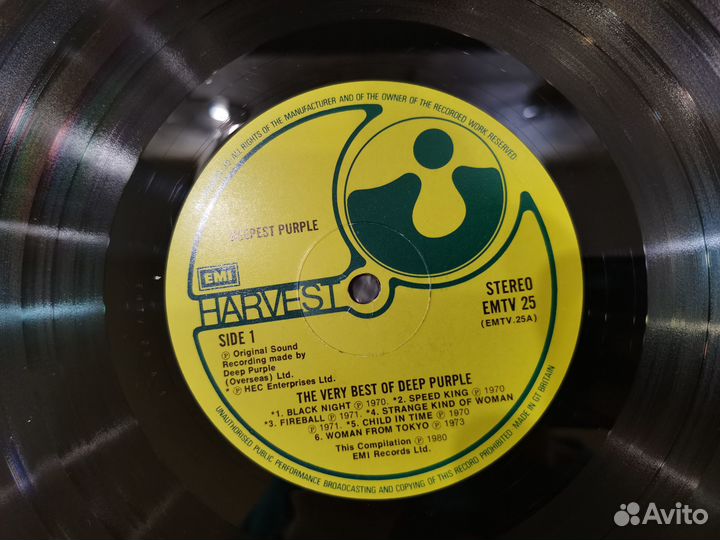 ALL RIGHTS OF THE MANUFACTURER AND OF THE OWNER OF THE RECORDED WORK RESERVED
DEEPEST PURPLE
EMI
HARVEST
STEREO
EMTV 25
(EMTV.25A)
SIDE 1
Ⓟ Original Sound
Recording made by
Deep Purple
(Overseas) Ltd.
* Ⓟ HEC Enterprises Ltd.
THE VERY BEST OF DEEP PURPLE
*1. BLACK NIGHT Ⓟ 1970. *2. SPEED KING Ⓟ 1970
*3. FIREBALL Ⓟ 1971. *4. STRANGE KIND OF WOMAN
Ⓟ 1971. *5. CHILD IN TIME Ⓟ 1970
6. WOMAN FROM TOKYO Ⓟ 1973
This Compilation Ⓟ 1980
EMI Records Ltd.
UNAUTHORISED PUBLIC PERFORMANCE BROADCASTING AND COPYING OF THIS RECORD PROHIBITED. MADE IN GT BRITAIN
Avito